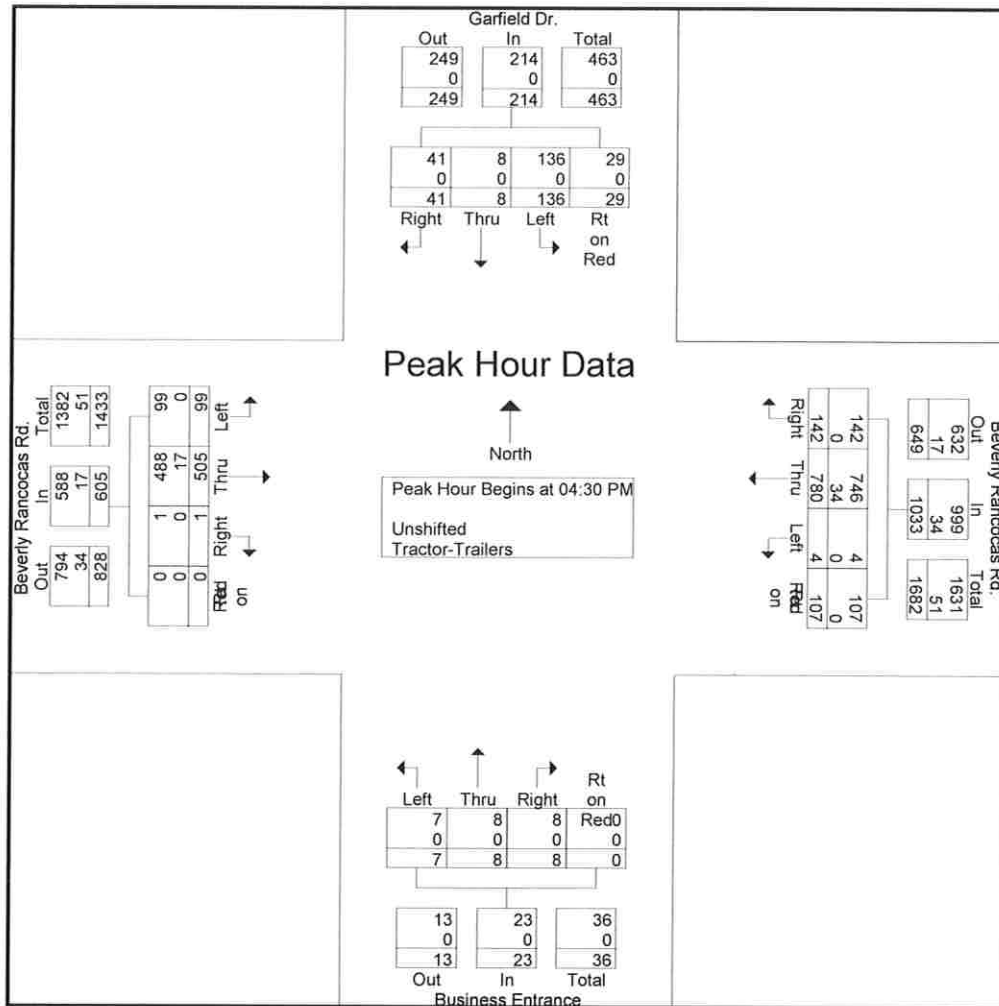 Garfield Dr.
Out In Total
249 214 463
0 0 0
249 214 463
41 8 136 29
0 0 0 0
41 8 136 29
Right Thru Left Rt
on
Red
Peak Hour Data
North
Peak Hour Begins at 04:30 PM
Unshifted
Tractor-Trailers
Beverly Rancocas Rd.
Total In Out
1382 588 794
51 17 34
1433 605 828
99 488 1 0
0 17 0 0
99 505 1 0
Left Thru Right
on
Beverly Rancocas Rd.
Out In Total
632 999 1631
17 34 51
649 1033 1682
142 746 4 107
0 34 0 0
142 780 4 107
Right Thru Left
on
Rt
on
Left Thru Right Red
7 8 8 0
0 0 0 0
7 8 8 0
13 23 36
0 0 0
13 23 36
Out In Total
Business Entrance